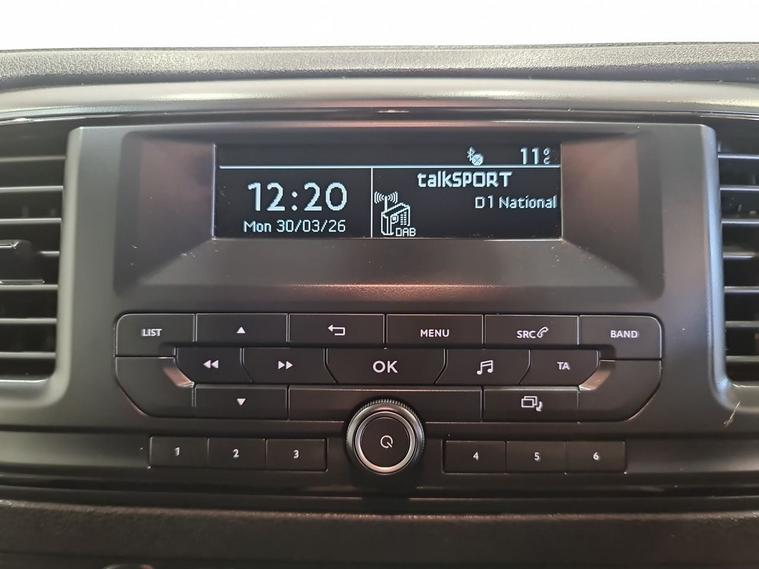 11°C
12:20
Mon 30/03/26
talkSPORT
D1 National
DAB
LIST
MENU
SRC
BAND
OK
TA
1 2 3
4 5 6